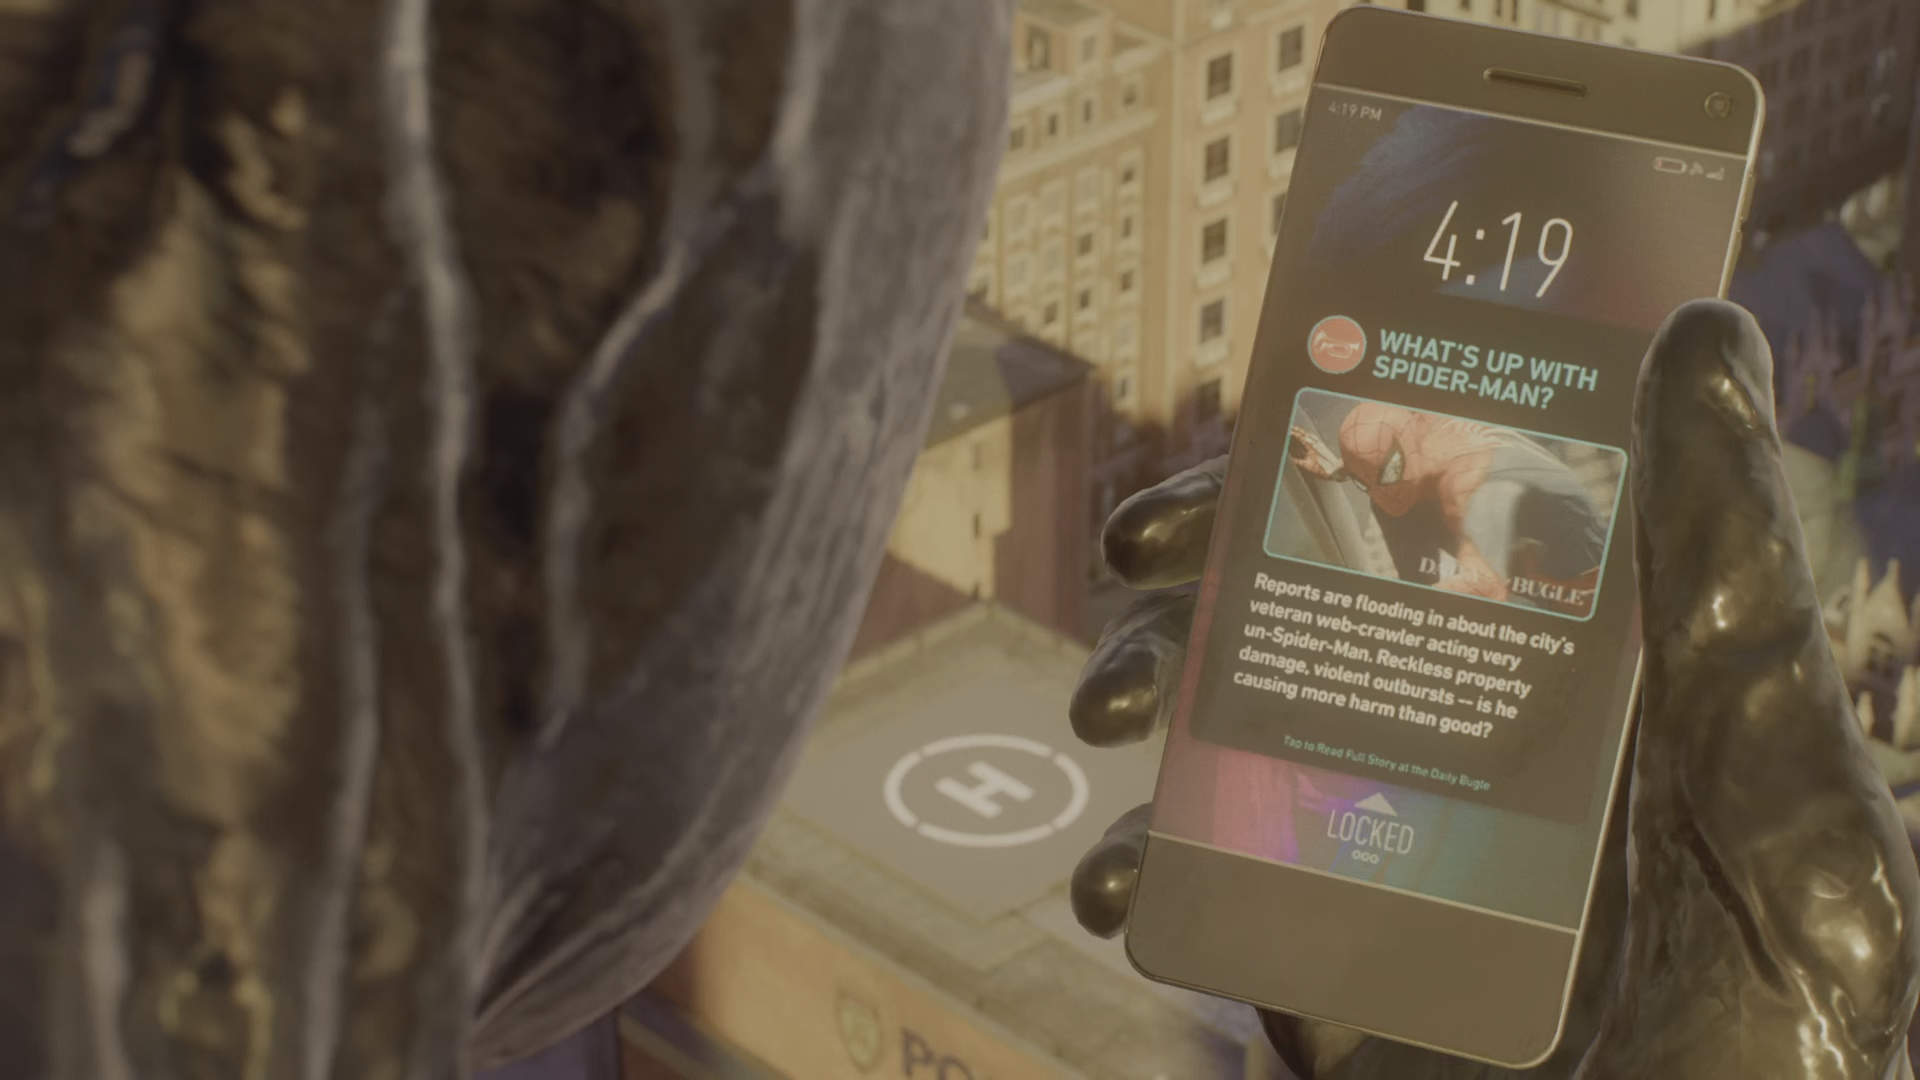 4:19 PM
4:19
WHAT'S UP WITH
SPIDER-MAN?
DAILY BUGLE
Reports are flooding in about the city's
veteran web-crawler acting very
un-Spider-Man. Reckless property
damage, violent outbursts -- is he
causing more harm than good?
Tap to Read Full Story at the Daily Bugle
LOCKED
H
PO